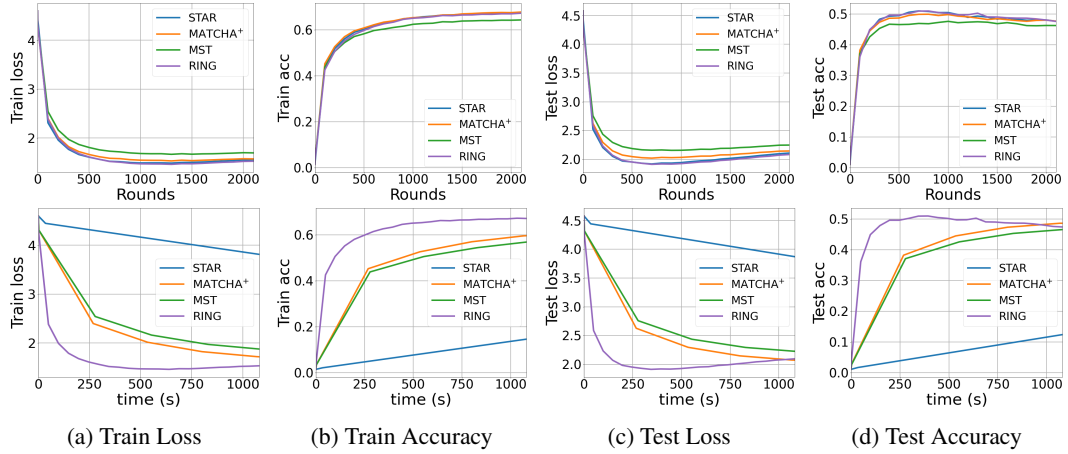 Train loss
4
3
2
0
500
1000
1500
2000
Rounds
STAR
MATCHA+
MST
RING
Train acc
0.6
0.4
0.2
0.0
0
500
1000
1500
2000
Rounds
STAR
MATCHA+
MST
RING
Test loss
4.5
4.0
3.5
3.0
2.5
2.0
0
500
1000
1500
2000
Rounds
STAR
MATCHA+
MST
RING
Test acc
0.5
0.4
0.3
0.2
0.1
0.0
0
500
1000
1500
2000
Rounds
STAR
MATCHA+
MST
RING
Train loss
4
3
2
0
250
500
750
1000
time (s)
STAR
MATCHA+
MST
RING
Train acc
0.6
0.4
0.2
0.0
0
250
500
750
1000
time (s)
STAR
MATCHA+
MST
RING
Test loss
4.5
4.0
3.5
3.0
2.5
2.0
0
250
500
750
1000
time (s)
STAR
MATCHA+
MST
RING
Test acc
0.5
0.4
0.3
0.2
0.1
0.0
0
250
500
750
1000
time (s)
STAR
MATCHA+
MST
RING
(a) Train Loss
(b) Train Accuracy
(c) Test Loss
(d) Test Accuracy